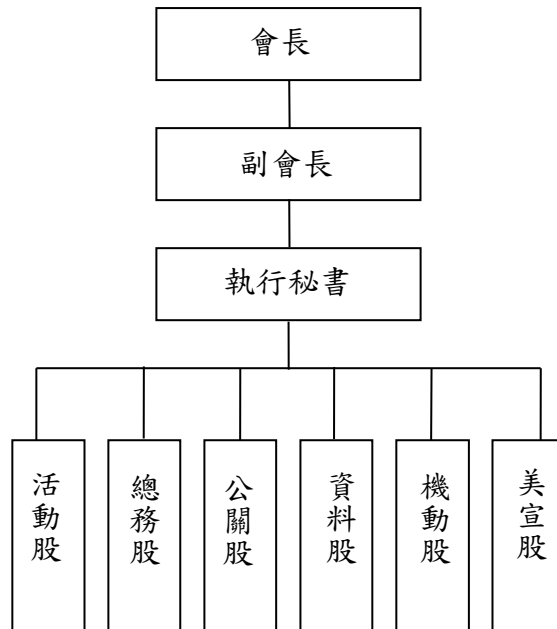 會長
副會長
執行秘書
活動股
總務股
公關股
資料股
機動股
美宣股